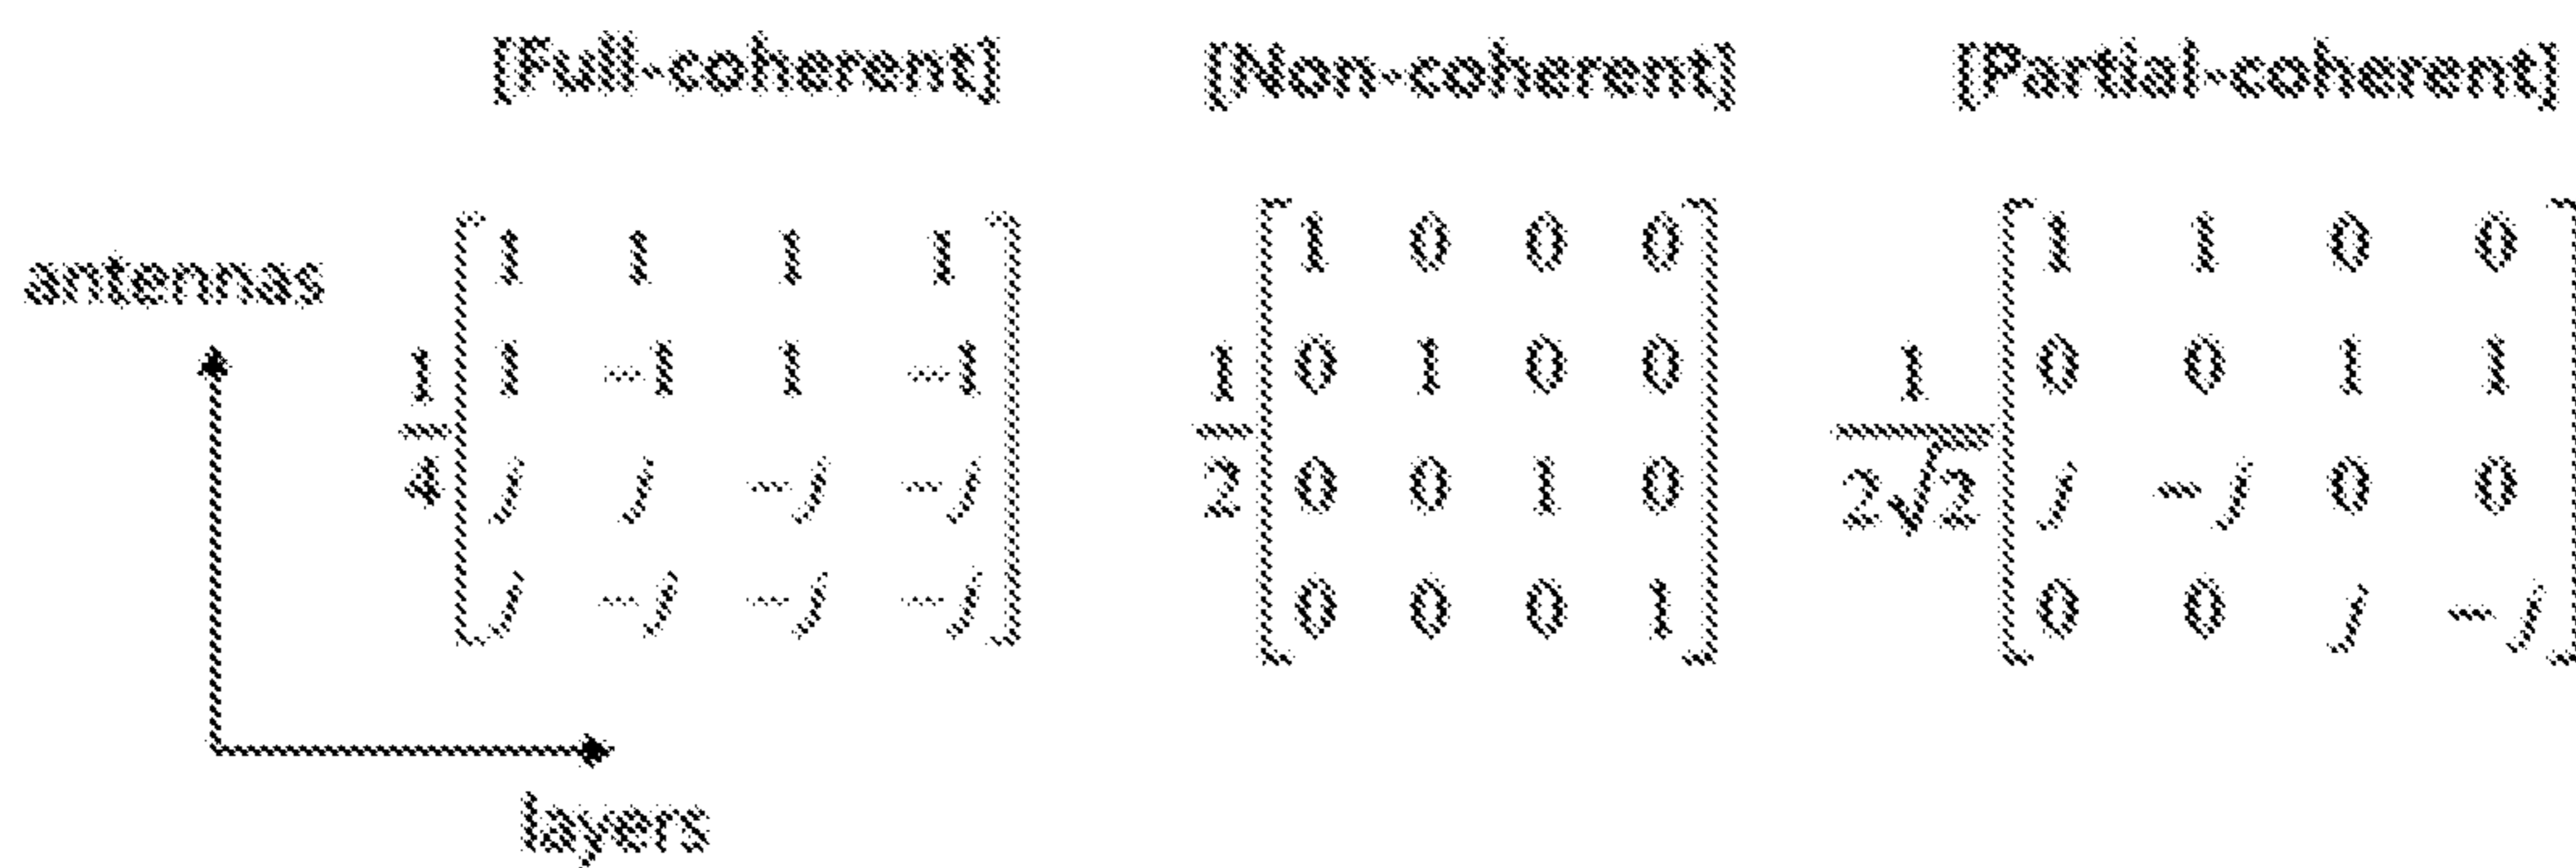 [Full-coherent] [Non-coherent] [Partial-coherent]
antennas
1/4 [1 1 1 1
1 -1 1 -1
j j -j -j
j -j -j -j]
1/2 [1 0 0 0
0 1 0 0
0 0 1 0
0 0 0 1]
1/2√2 [1 1 0 0
0 0 1 1
j -j 0 0
0 0 j -j]
layers